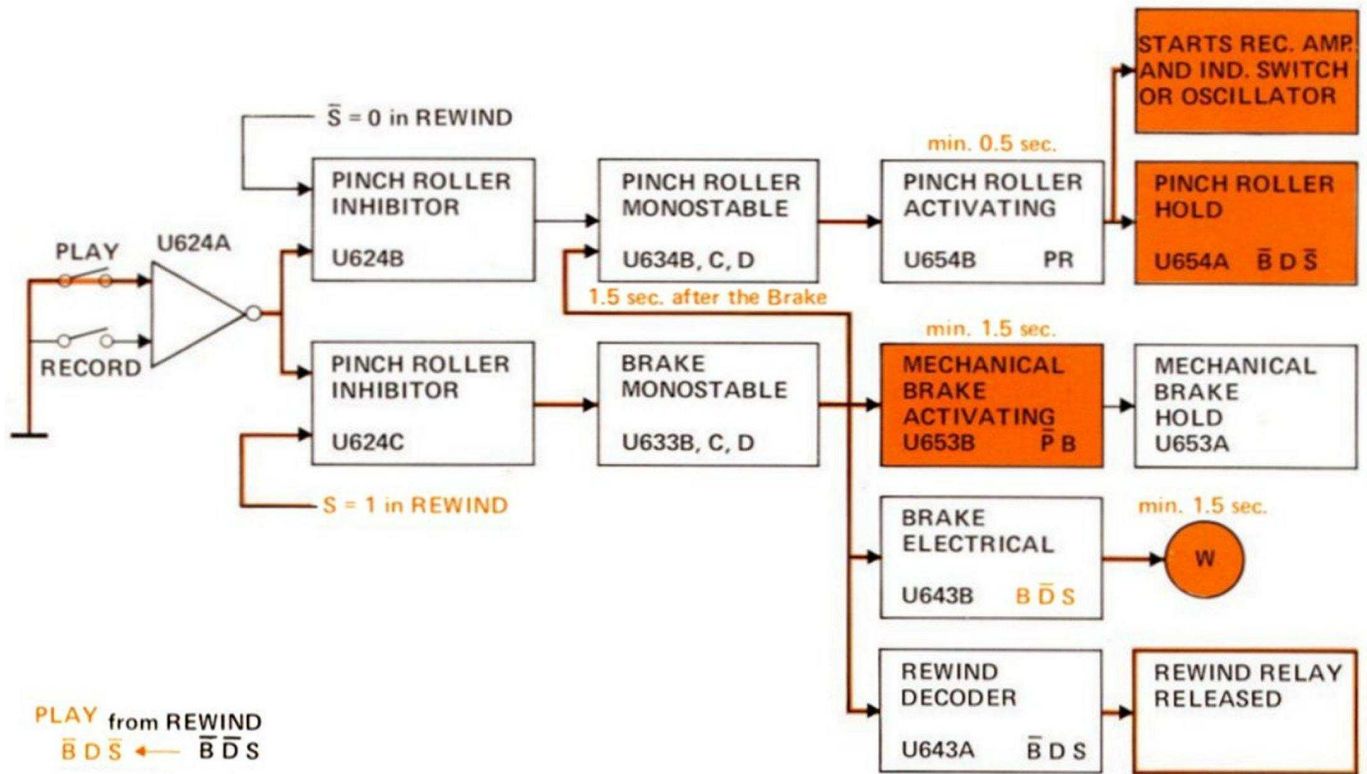 STARTS REC. AMP.
AND IND. SWITCH
OR OSCILLATOR
S̄ = 0 in REWIND
min. 0.5 sec.
PINCH ROLLER
INHIBITOR
U624B
PINCH ROLLER
MONOSTABLE
U634B, C, D
PINCH ROLLER
ACTIVATING
U654B PR
PINCH ROLLER
HOLD
U654A B̄ D S̄
U624A
PLAY
RECORD
1.5 sec. after the Brake
min. 1.5 sec.
PINCH ROLLER
INHIBITOR
U624C
BRAKE
MONOSTABLE
U633B, C, D
MECHANICAL
BRAKE
ACTIVATING
U653B P̄ B
MECHANICAL
BRAKE
HOLD
U653A
S = 1 in REWIND
BRAKE
ELECTRICAL
U643B B D̄ S
min. 1.5 sec.
W
REWIND
DECODER
U643A B̄ D S
REWIND RELAY
RELEASED
PLAY from REWIND
B̄ D S̄ ← B̄ D̄ S